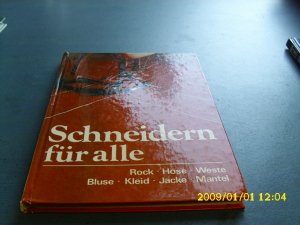 Schneidern
für alle
Rock · Hose · Weste
Bluse · Kleid · Jacke · Mantel
2009/01/01 12:04